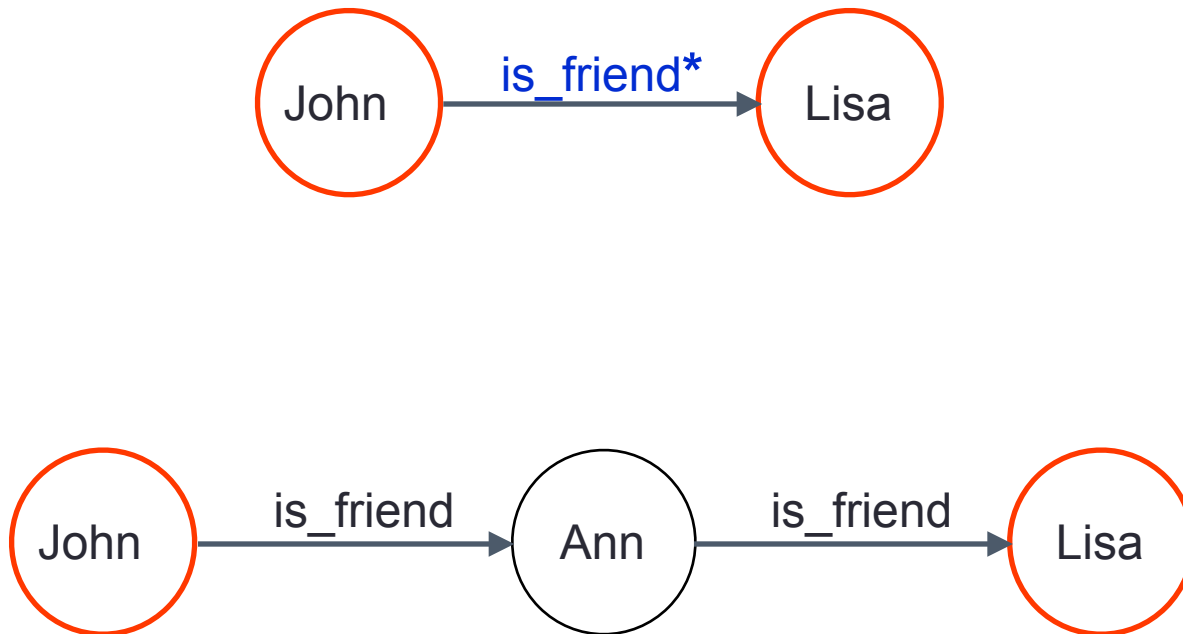 is_friend*
John
Lisa
is_friend
is_friend
John
Ann
Lisa